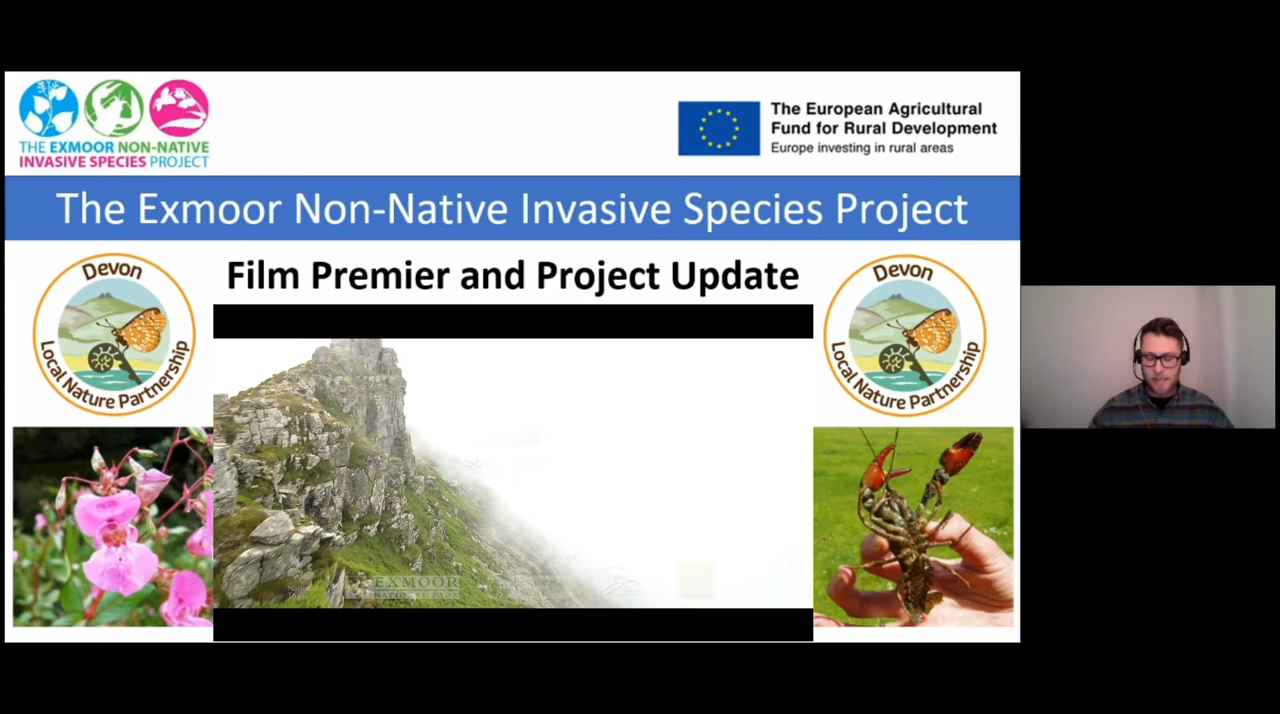 THE EXMOOR NON-NATIVE
INVASIVE SPECIES PROJECT
The European Agricultural
Fund for Rural Development
Europe investing in rural areas
The Exmoor Non-Native Invasive Species Project
Film Premier and Project Update
Devon
Local Nature Partnership
Devon
Local Nature Partnership
EXMOOR
NATIONAL PARK